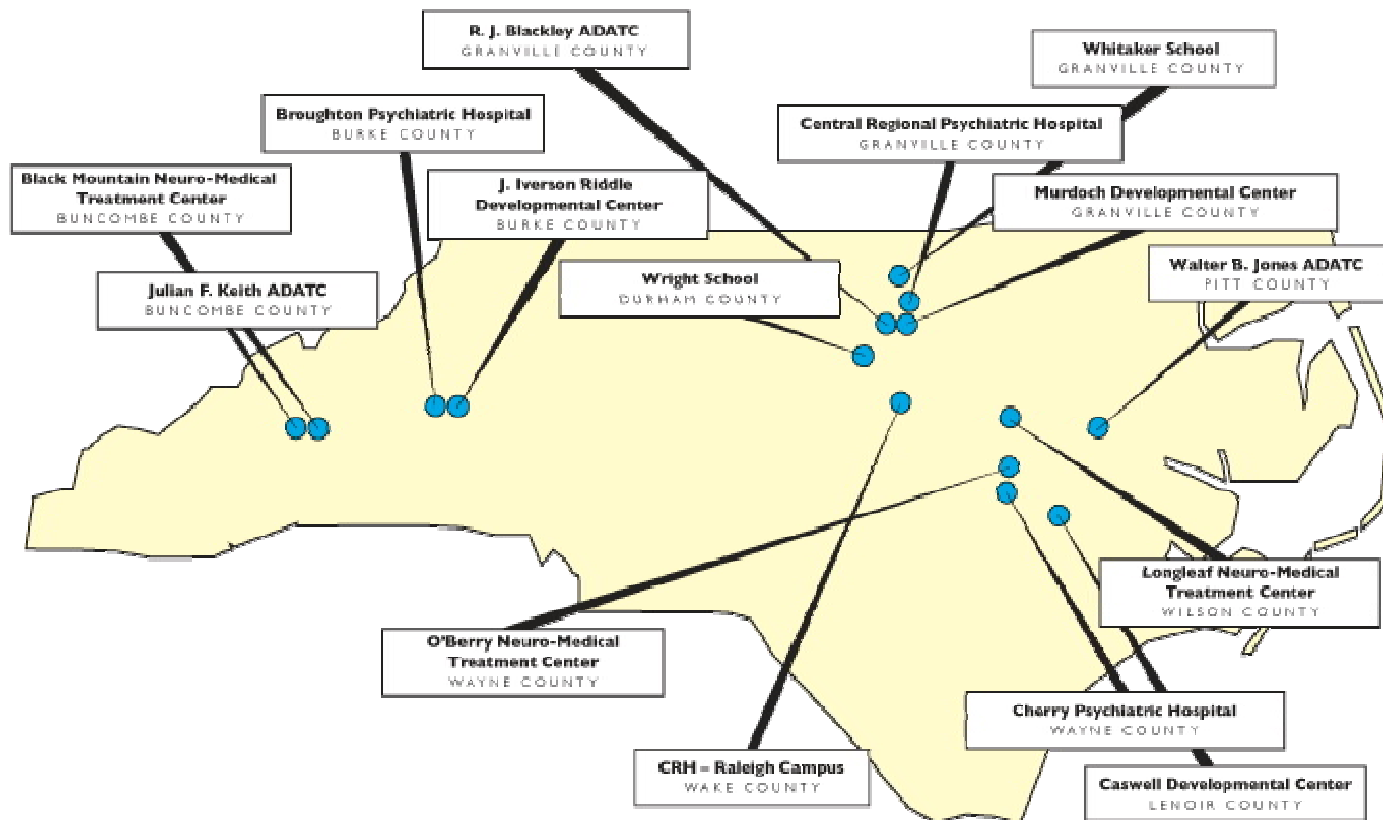 R. J. Blackley ADATC
GRANVILLE COUNTY
Whitaker School
GRANVILLE COUNTY
Broughton Psychiatric Hospital
BURKE COUNTY
Central Regional Psychiatric Hospital
GRANVILLE COUNTY
Black Mountain Neuro-Medical
Treatment Center
BUNCOMBE COUNTY
J. Iverson Riddle
Developmental Center
BURKE COUNTY
Murdoch Developmental Center
GRANVILLE COUNTY
Julian F. Keith ADATC
BUNCOMBE COUNTY
Wright School
DURHAM COUNTY
Walter B. Jones ADATC
PITT COUNTY
Longleaf Neuro-Medical
Treatment Center
WILSON COUNTY
O'Berry Neuro-Medical
Treatment Center
WAYNE COUNTY
Cherry Psychiatric Hospital
WAYNE COUNTY
CRH – Raleigh Campus
WAKE COUNTY
Caswell Developmental Center
LENOIR COUNTY